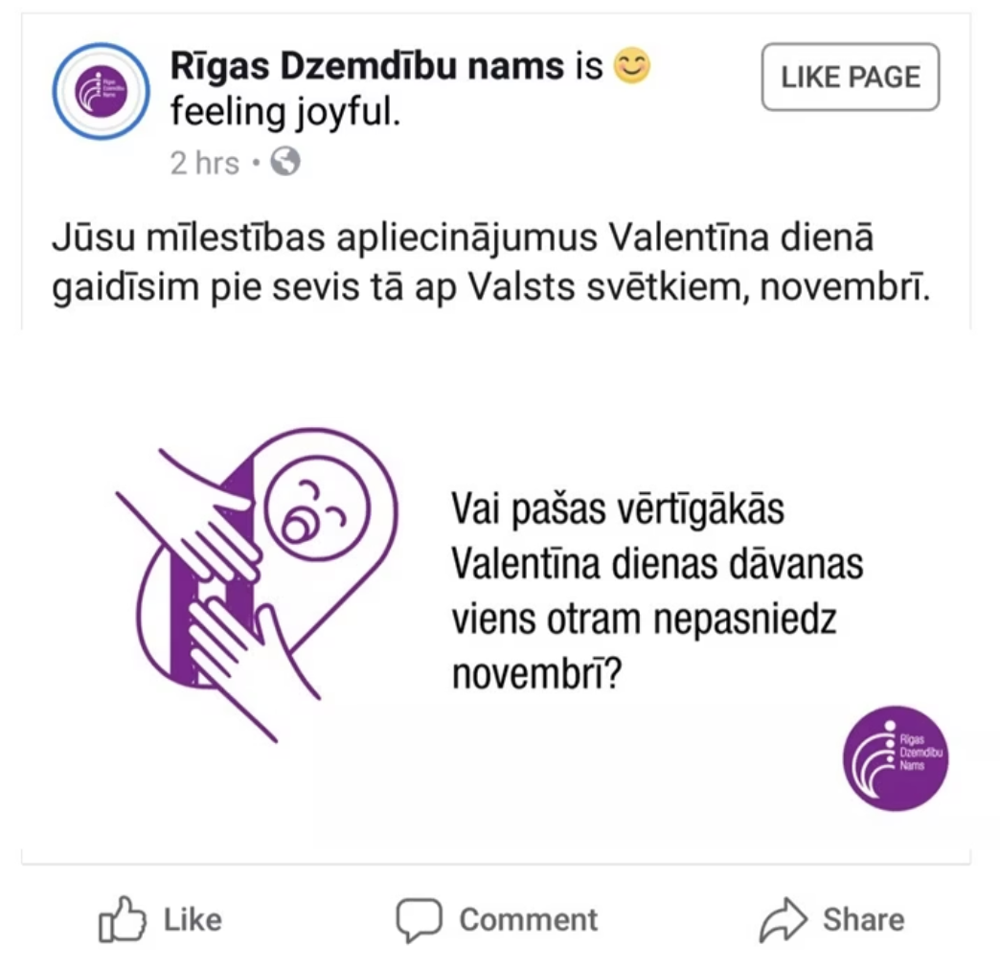 Rīgas Dzemdību nams is 😊
feeling joyful.
LIKE PAGE
2 hrs •
Jūsu mīlestības apliecinājumus Valentīna dienā
gaidīsim pie sevis tā ap Valsts svētkiem, novembrī.
Vai pašas vērtīgākās
Valentīna dienas dāvanas
viens otram nepasniedz
novembrī?
Rīgas
Dzemdību
Nams
Like
Comment
Share